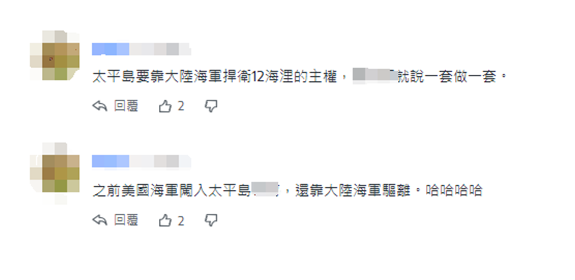 太平島要靠大陸海軍捍衛12海浬的主權，就說一套做一套。
回覆 2
之前美國海軍闖入太平島，還靠大陸海軍驅離。哈哈哈哈
回覆 2